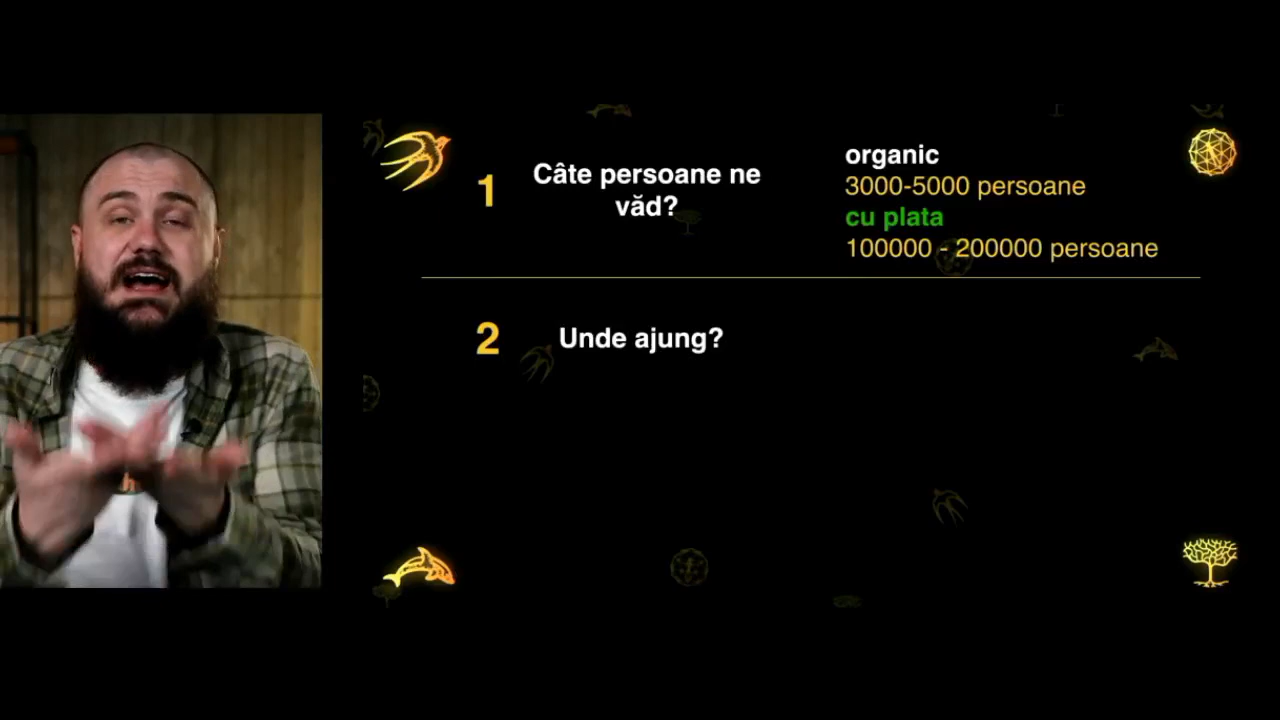 1
Câte persoane ne
văd?
organic
3000-5000 persoane
cu plata
100000 - 200000 persoane
2
Unde ajung?